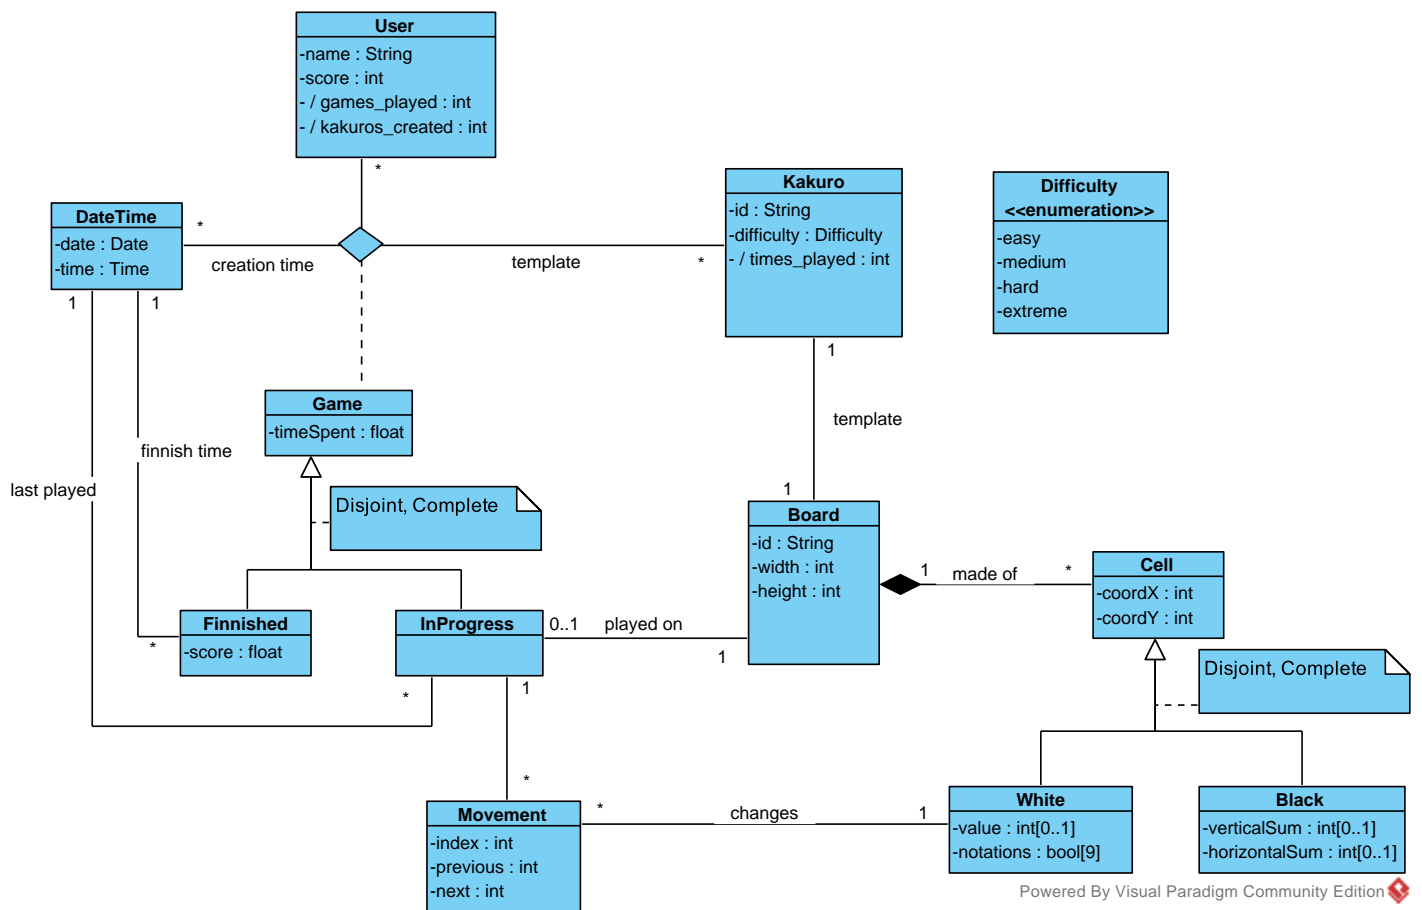 User
-name : String
-score : int
- / games_played : int
- / kakuros_created : int
*
Kakuro
-id : String
-difficulty : Difficulty
- / times_played : int
Difficulty
<<enumeration>>
-easy
-medium
-hard
-extreme
DateTime
-date : Date
-time : Time
*
creation time
template
*
1
1
1
Game
-timeSpent : float
template
finnish time
last played
Disjoint, Complete
1
Board
-id : String
-width : int
-height : int
1
made of
*
Cell
-coordX : int
-coordY : int
Finnished
-score : float
*
InProgress
0..1
played on
1
*
1
Disjoint, Complete
*
Movement
-index : int
-previous : int
-next : int
*
changes
1
White
-value : int[0..1]
-notations : bool[9]
Black
-verticalSum : int[0..1]
-horizontalSum : int[0..1]
Powered By Visual Paradigm Community Edition